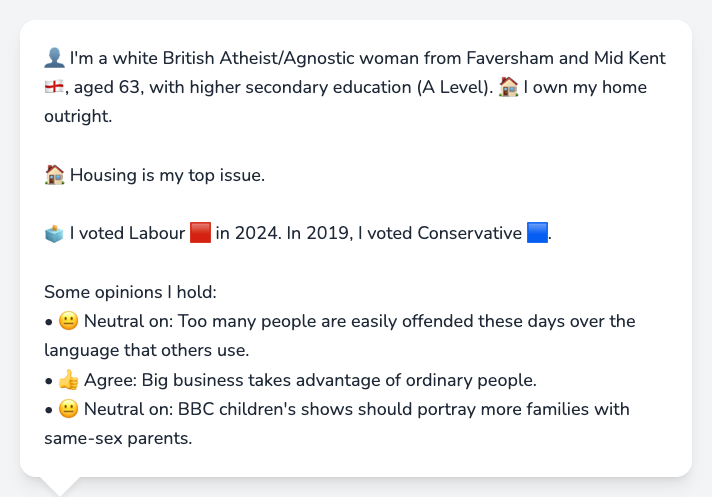 👤 I'm a white British Atheist/Agnostic woman from Faversham and Mid Kent
🏴󠁧󠁢󠁥󠁮󠁧󠁿, aged 63, with higher secondary education (A Level). 🏠 I own my home
outright.
🏠 Housing is my top issue.
🗳️ I voted Labour 🟥 in 2024. In 2019, I voted Conservative 🟦.
Some opinions I hold:
• 😐 Neutral on: Too many people are easily offended these days over the
language that others use.
• 👍 Agree: Big business takes advantage of ordinary people.
• 😐 Neutral on: BBC children's shows should portray more families with
same-sex parents.